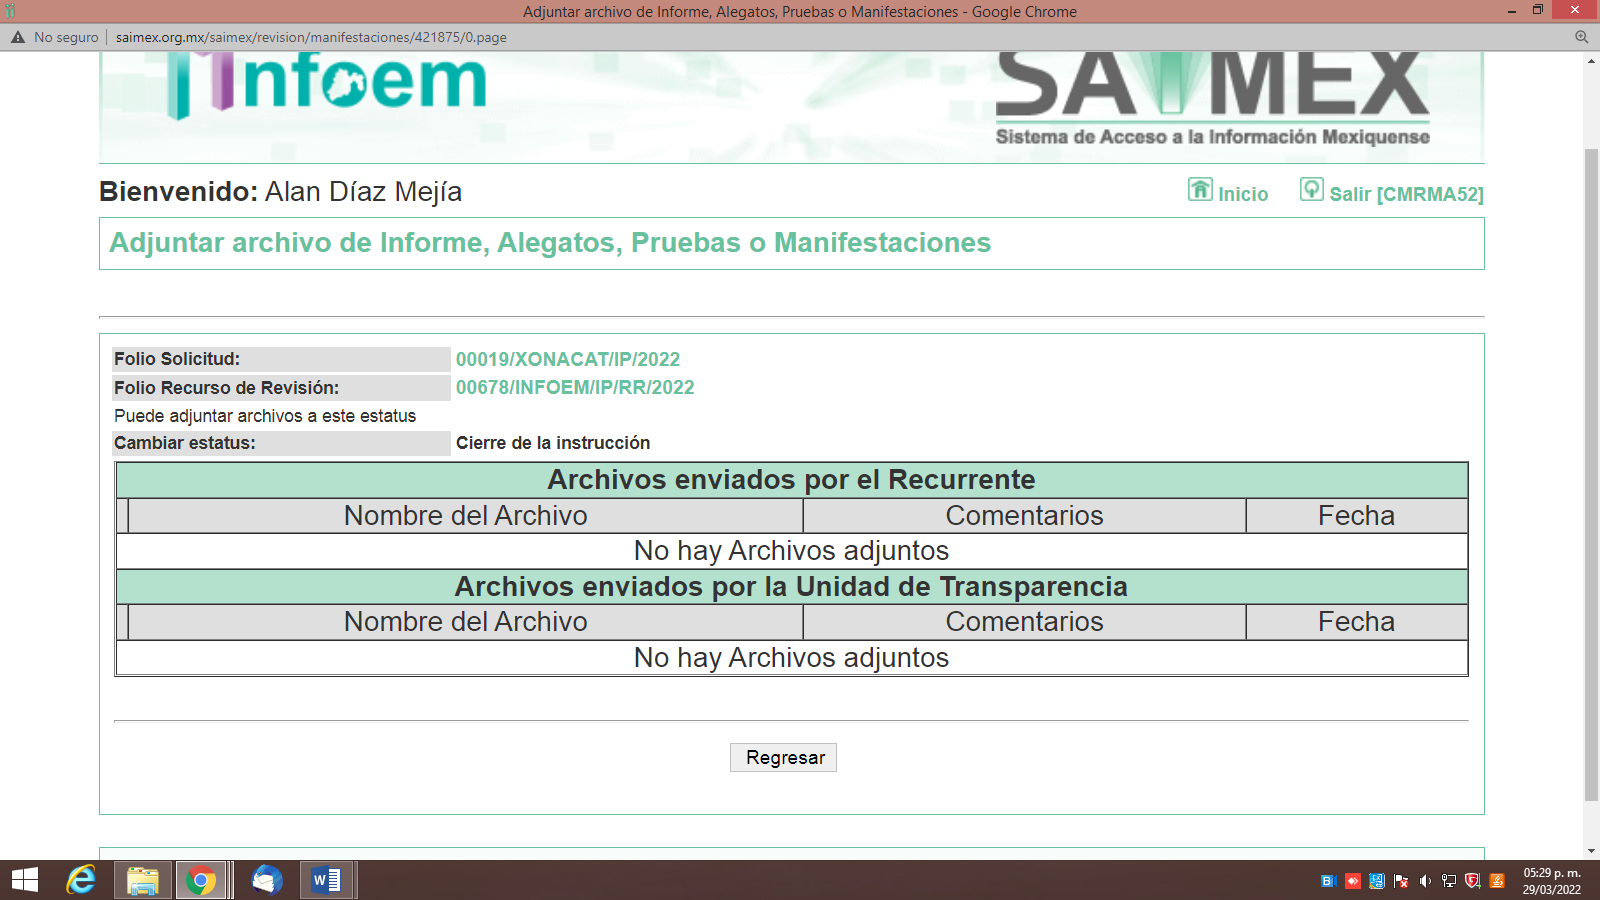 Adjuntar archivo de Informe, Alegatos, Pruebas o Manifestaciones - Google Chrome
No seguro saimex.org.mx/saimex/revision/manifestaciones/421875/0.page
infoem SAIMEX
Sistema de Acceso a la Información Mexiquense
Bienvenido: Alan Díaz Mejía Inicio Salir [CMRMA52]
Adjuntar archivo de Informe, Alegatos, Pruebas o Manifestaciones
Folio Solicitud: 00019/XONACAT/IP/2022
Folio Recurso de Revisión: 00678/INFOEM/IP/RR/2022
Puede adjuntar archivos a este estatus
Cambiar estatus: Cierre de la instrucción
Archivos enviados por el Recurrente
Nombre del Archivo Comentarios Fecha
No hay Archivos adjuntos
Archivos enviados por la Unidad de Transparencia
Nombre del Archivo Comentarios Fecha
No hay Archivos adjuntos
Regresar
05:29 p. m.
29/03/2022